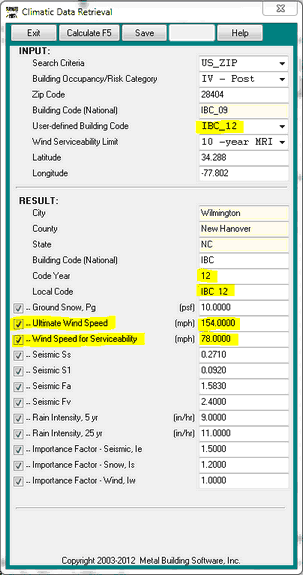 Climatic Data Retrieval
Exit Calculate F5 Save Help
INPUT:
Search Criteria US_ZIP
Building Occupancy/Risk Category IV - Post
Zip Code 28404
Building Code (National) IBC_09
User-defined Building Code IBC_12
Wind Serviceability Limit 10 -year MRI
Latitude 34.288
Longitude -77.802
RESULT:
City Wilmington
County New Hanover
State NC
Building Code (National) IBC
Code Year 12
Local Code IBC_12
.. Ground Snow, Pg (psf) 10.0000
.. Ultimate Wind Speed (mph) 154.0000
.. Wind Speed for Serviceability (mph) 78.0000
.. Seismic Ss 0.2710
.. Seismic S1 0.0920
.. Seismic Fa 1.5830
.. Seismic Fv 2.4000
.. Rain Intensity, 5 yr (in/hr) 9.0000
.. Rain Intensity, 25 yr (in/hr) 11.0000
.. Importance Factor - Seismic, Ie 1.5000
.. Importance Factor - Snow, Is 1.2000
.. Importance Factor - Wind, Iw 1.0000
Copyright 2003-2012 Metal Building Software, Inc.